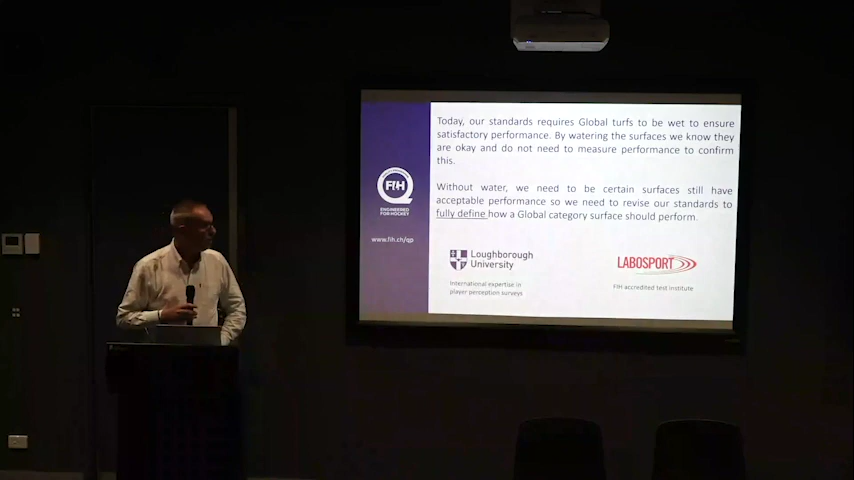 Today, our standards requires Global turfs to be wet to ensure
satisfactory performance. By watering the surfaces we know they
are okay and do not need to measure performance to confirm
this.
Without water, we need to be certain surfaces still have
acceptable performance so we need to revise our standards to
fully define how a Global category surface should perform.
FIH
ENGINEERED
FOR HOCKEY
www.fih.ch/qp
Loughborough
University
International expertise in
player perception surveys
LABOSPORT
FIH accredited test institute